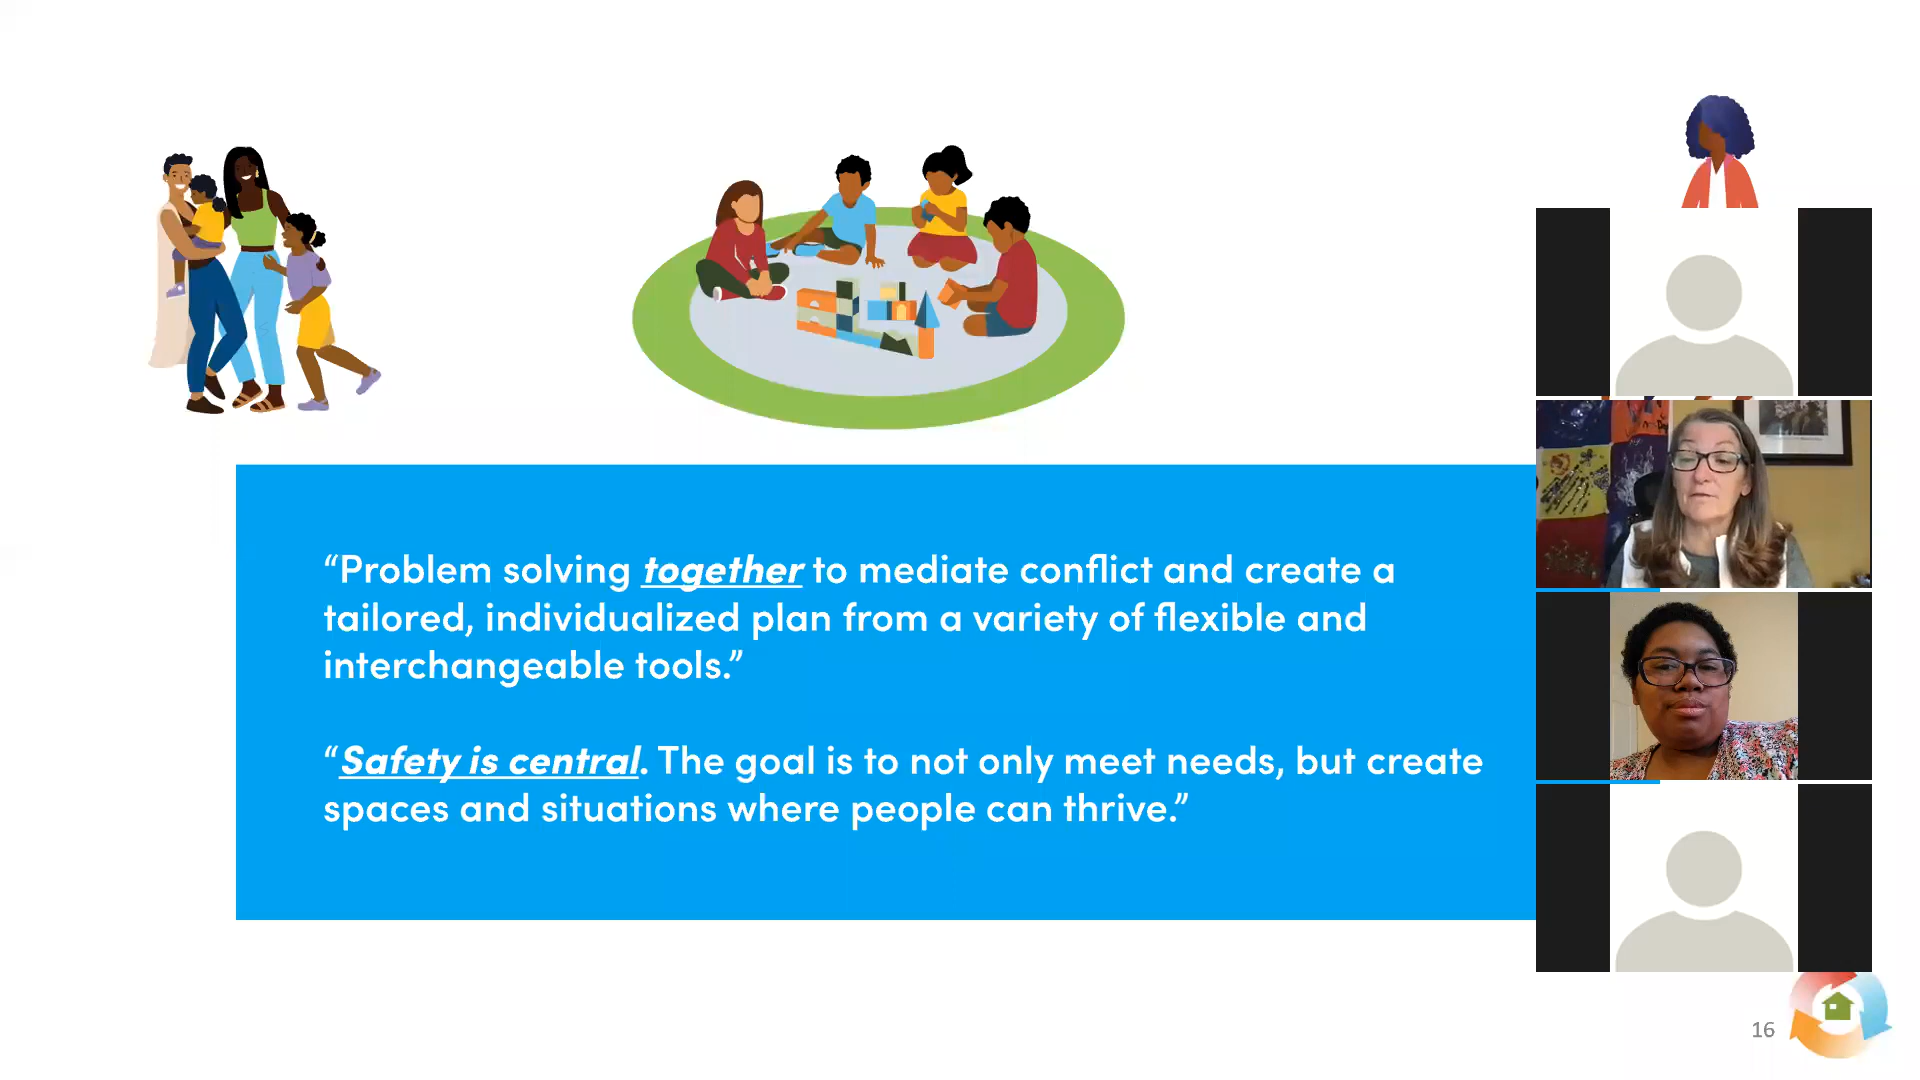 “Problem solving together to mediate conflict and create a
tailored, individualized plan from a variety of flexible and
interchangeable tools.”
“Safety is central. The goal is to not only meet needs, but create
spaces and situations where people can thrive.”
16